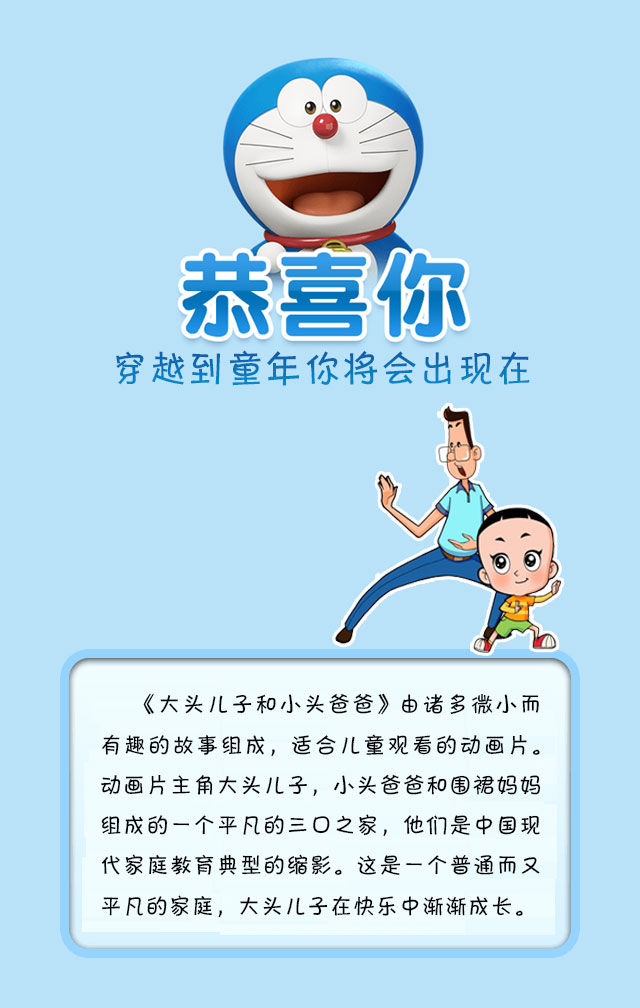 恭喜你
穿越到童年你将会出现在
《大头儿子和小头爸爸》由诸多微小而
有趣的故事组成，适合儿童观看的动画片。
动画片主角大头儿子，小头爸爸和围裙妈妈
组成的一个平凡的三口之家，他们是中国现
代家庭教育典型的缩影。这是一个普通而又
平凡的家庭，大头儿子在快乐中渐渐成长。